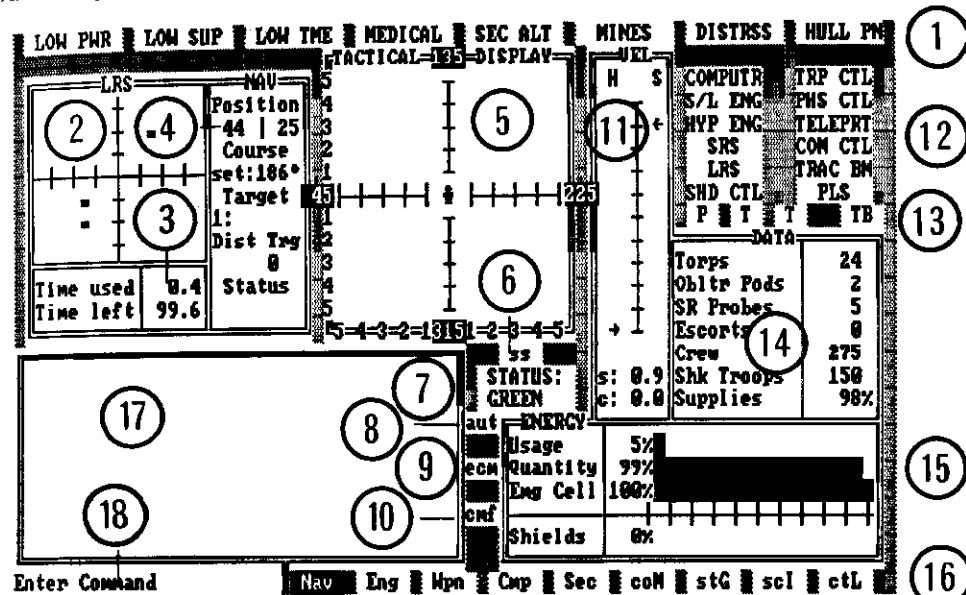 LOW PWR LOW SUP LOW TME MEDICAL SEC ALT MINES DISTRSS HULL PN
1
LRS
2
4
3
NAV
Position
44 | 25
Course
set:186°
Target
1:
Dist Trg
0
Status
Time used 0.4
Time left 99.6
TACTICAL 135 DISPLAY
5
4
3
2
1
45
225
1
2
3
4
5
5-4-3-2-1 315 1-2-3-4-5
5
6
VEL
H S
11
s: 0.9
c: 0.0
COMPUTR TRP CTL
S/L ENG PHS CTL
HYP ENG TELEPRT
SRS COM CTL
LRS TRAC BM
SHD CTL PLS
P T T TB
12
13
DATA
Torps 24
Obltr Pods 2
SR Probes 5
Escorts 0
Crew 275
Shk Troops 150
Supplies 98%
14
ss
STATUS:
GREEN
7
aut
8
ecm
9
cmf
10
17
18
ENERGY
Usage 5%
Quantity 99%
Emg Cell 100%
Shields 0%
15
Enter Command
Nav Eng Wpn Cmp Sec coM stG scI ctL
16